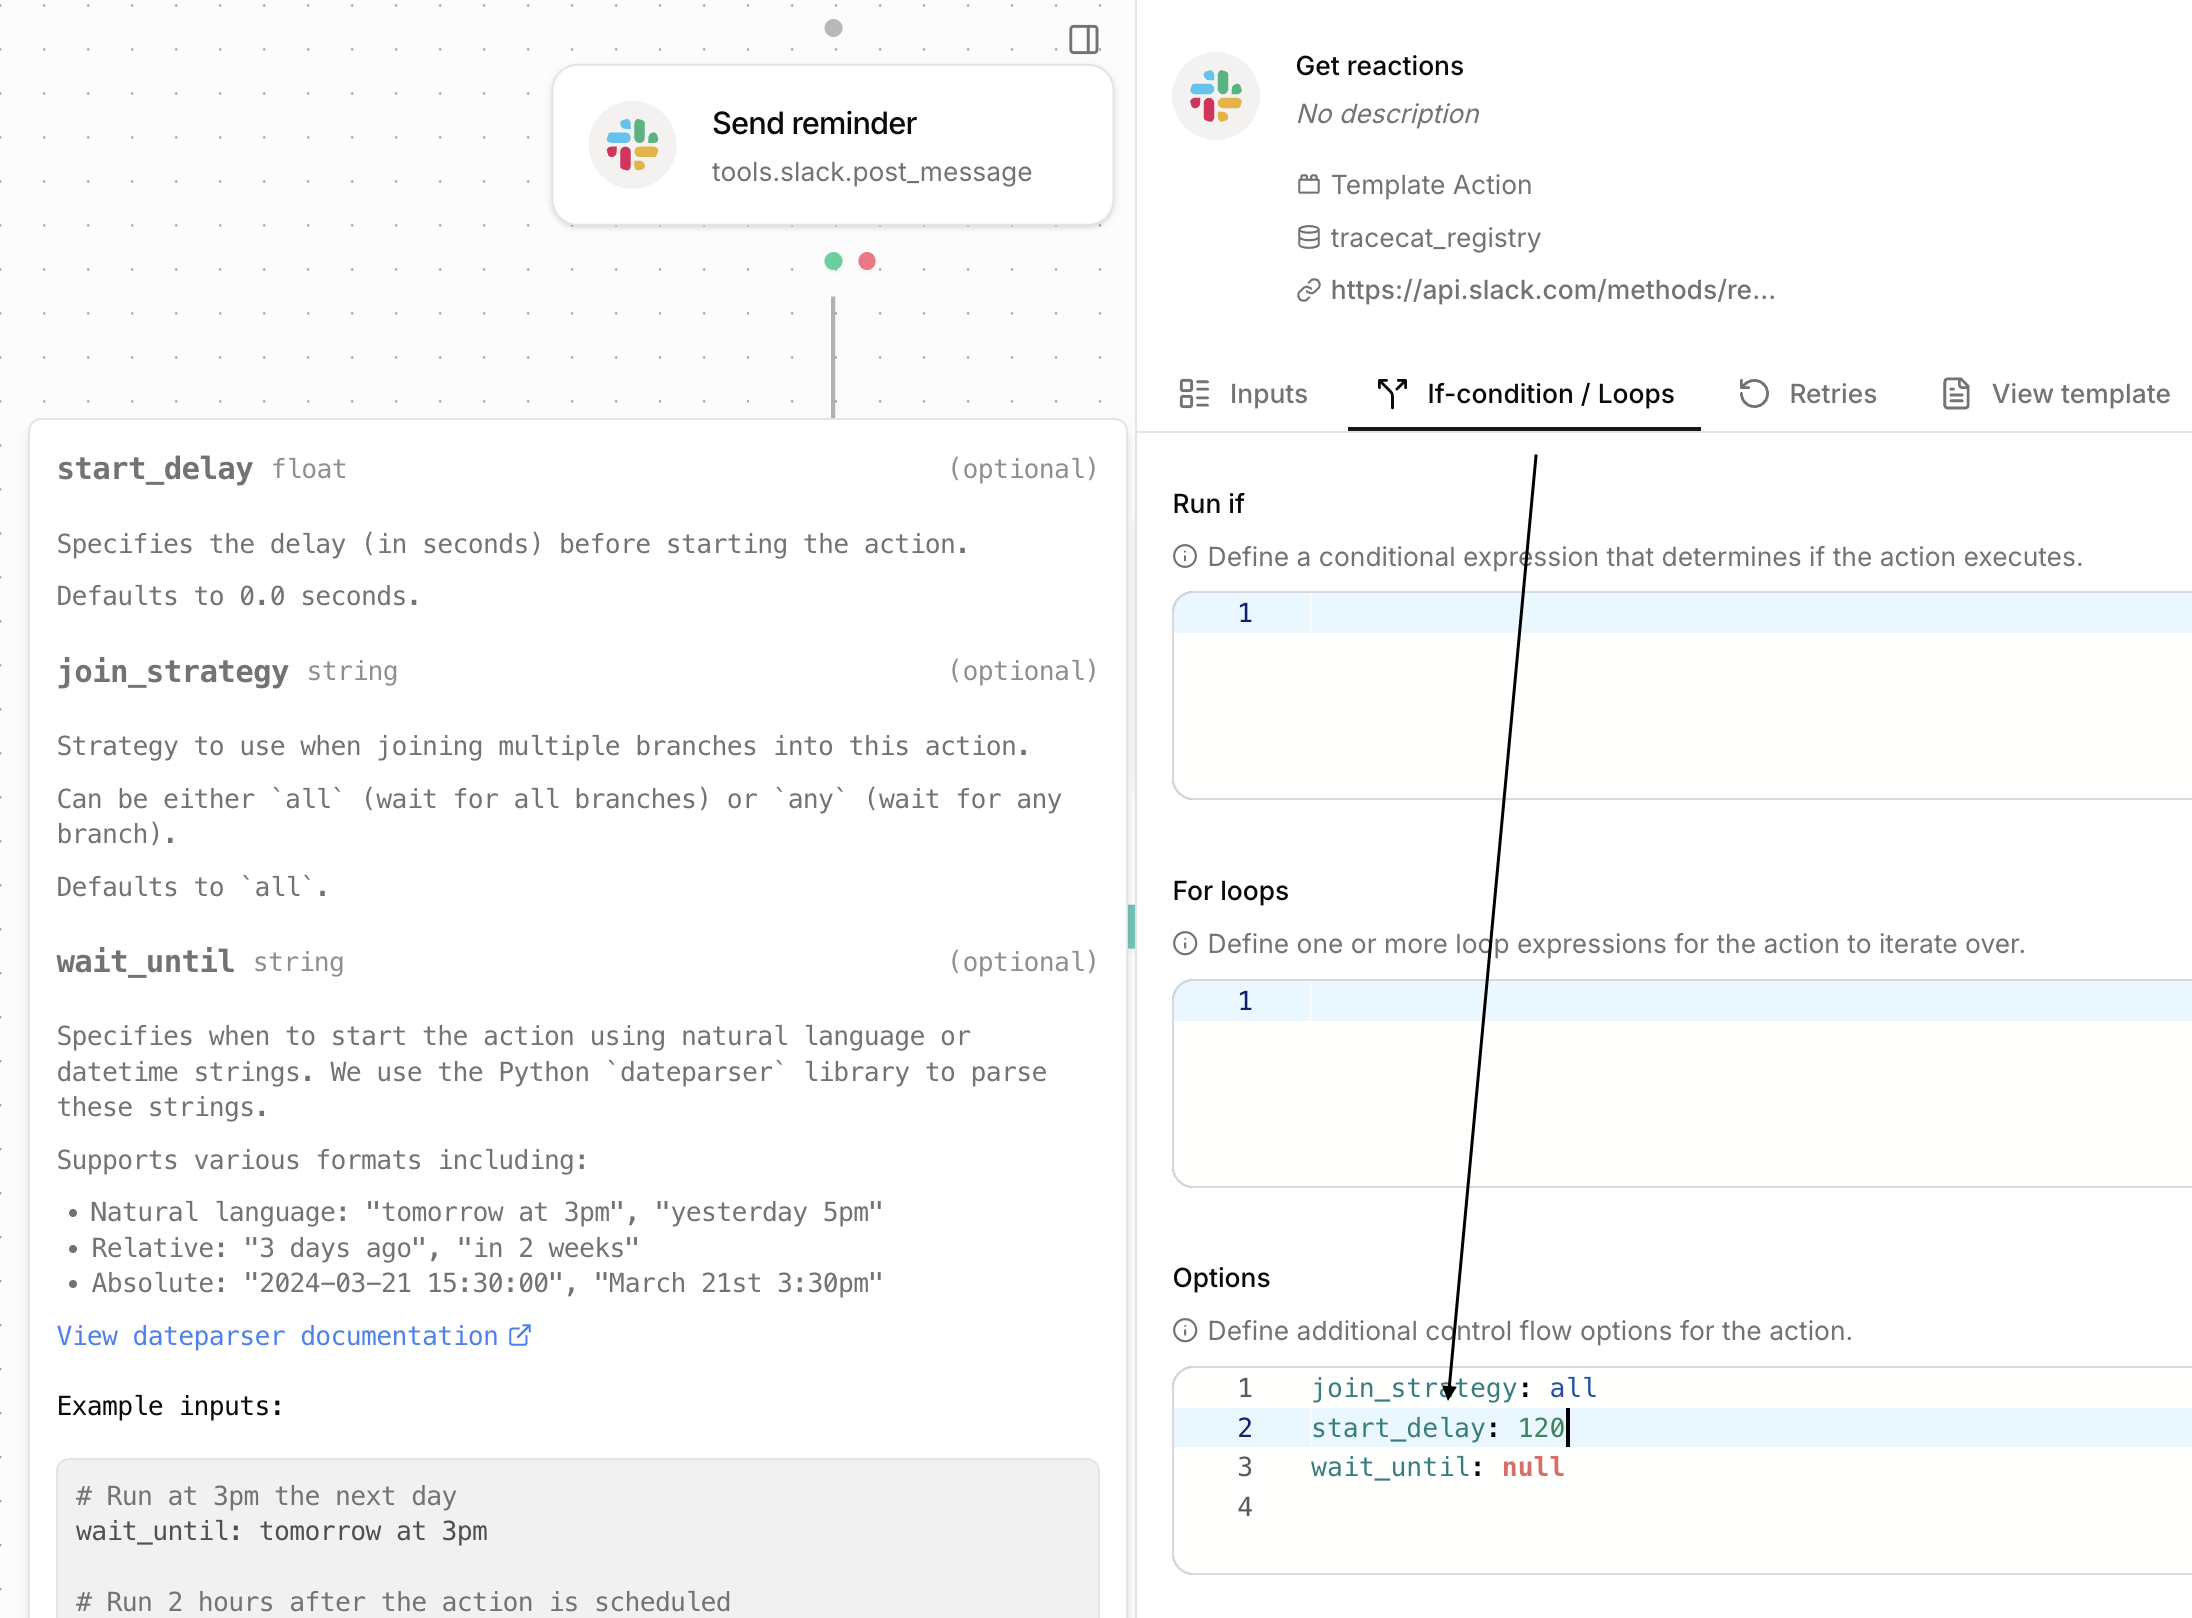 Send reminder
tools.slack.post_message
start_delay float (optional)
Specifies the delay (in seconds) before starting the action.
Defaults to 0.0 seconds.
join_strategy string (optional)
Strategy to use when joining multiple branches into this action.
Can be either `all` (wait for all branches) or `any` (wait for any
branch).
Defaults to `all`.
wait_until string (optional)
Specifies when to start the action using natural language or
datetime strings. We use the Python `dateparser` library to parse
these strings.
Supports various formats including:
• Natural language: "tomorrow at 3pm", "yesterday 5pm"
• Relative: "3 days ago", "in 2 weeks"
• Absolute: "2024-03-21 15:30:00", "March 21st 3:30pm"
View dateparser documentation
Example inputs:
# Run at 3pm the next day
wait_until: tomorrow at 3pm
# Run 2 hours after the action is scheduled
Get reactions
No description
Template Action
tracecat_registry
https://api.slack.com/methods/re...
Inputs
If-condition / Loops
Retries
View template
Run if
Define a conditional expression that determines if the action executes.
1
For loops
Define one or more loop expressions for the action to iterate over.
1
Options
Define additional control flow options for the action.
1 join_strategy: all
2 start_delay: 120
3 wait_until: null
4